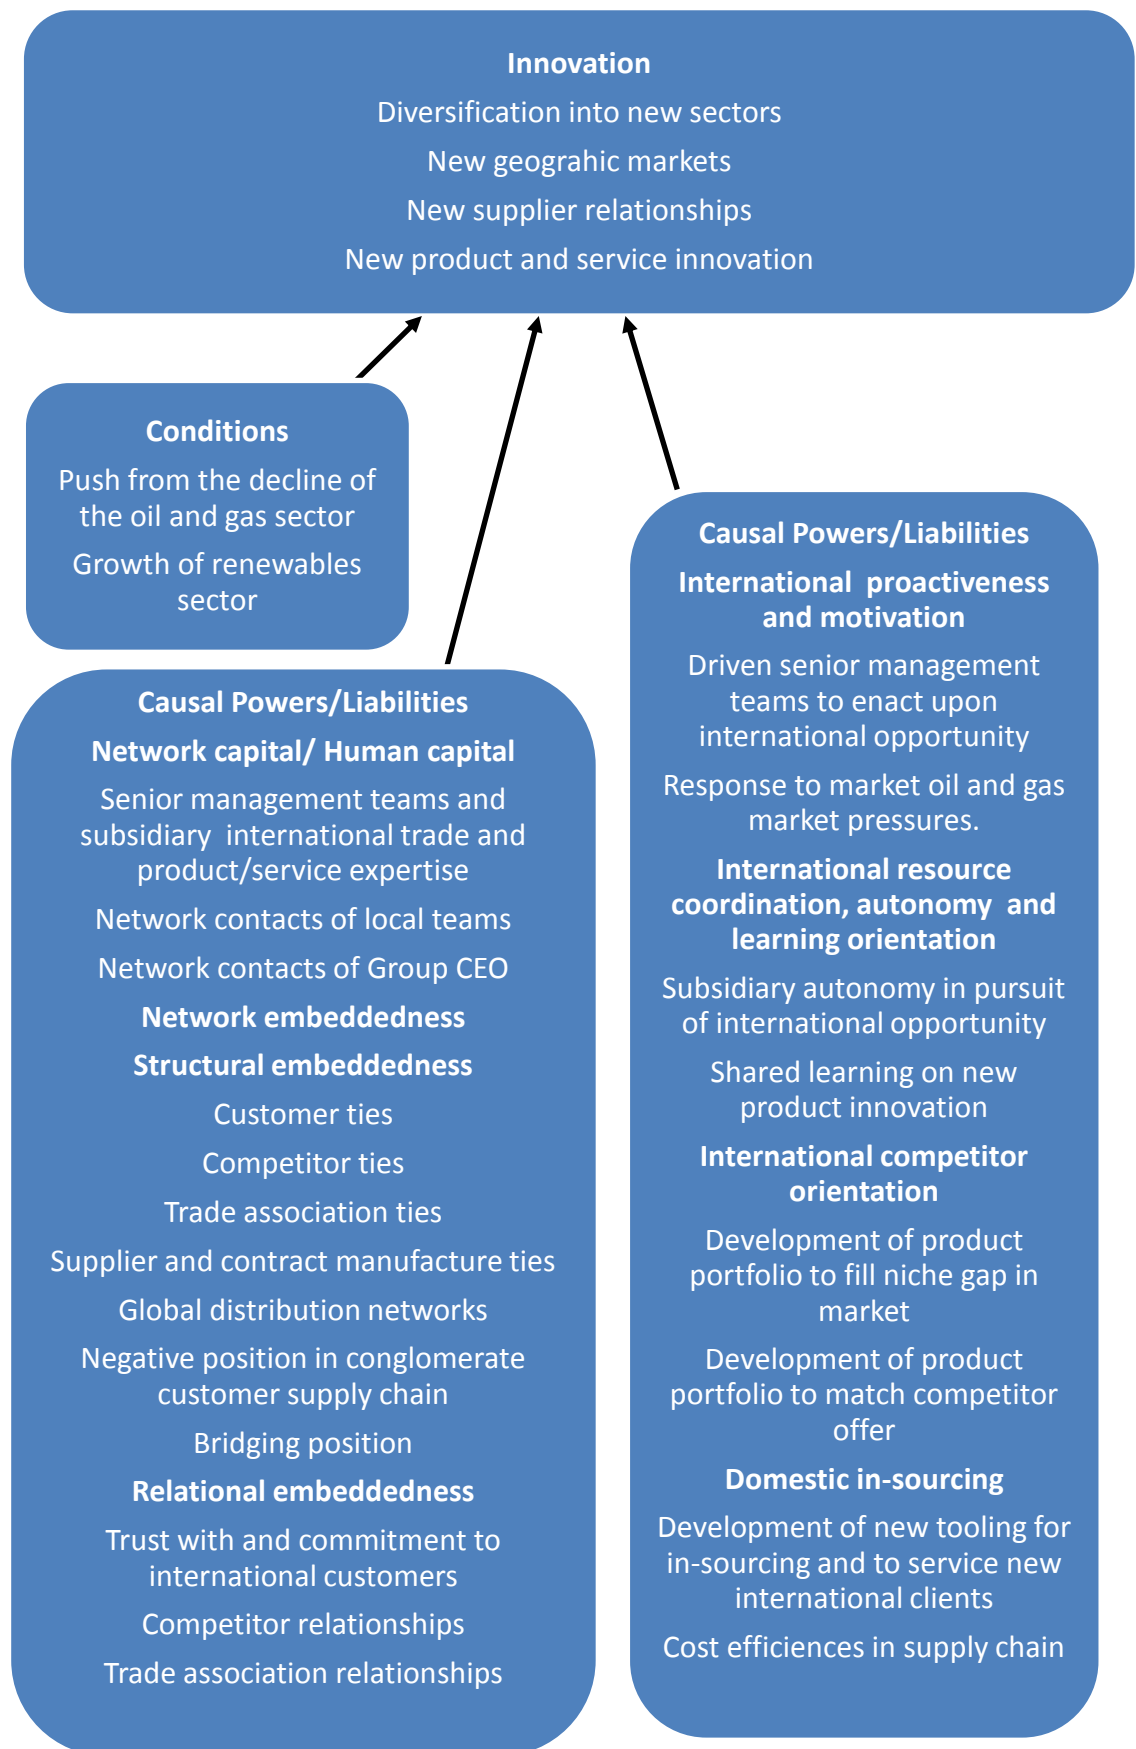 Innovation
Diversification into new sectors
New geograhic markets
New supplier relationships
New product and service innovation
Conditions
Push from the decline of
the oil and gas sector
Growth of renewables
sector
Causal Powers/Liabilities
Network capital/ Human capital
Senior management teams and
subsidiary  international trade and
product/service expertise
Network contacts of local teams
Network contacts of Group CEO
Network embeddedness
Structural embeddedness
Customer ties
Competitor ties
Trade association ties
Supplier and contract manufacture ties
Global distribution networks
Negative position in conglomerate
customer supply chain
Bridging position
Relational embeddedness
Trust with and commitment to
international customers
Competitor relationships
Trade association relationships
Causal Powers/Liabilities
International  proactiveness
and motivation
Driven senior management
teams to enact upon
international opportunity
Response to market oil and gas
market pressures.
International resource
coordination, autonomy  and
learning orientation
Subsidiary autonomy in pursuit
of international opportunity
Shared learning on new
product innovation
International competitor
orientation
Development of product
portfolio to fill niche gap in
market
Development of product
portfolio to match competitor
offer
Domestic in-sourcing
Development of new tooling for
in-sourcing and to service new
international clients
Cost efficiences in supply chain